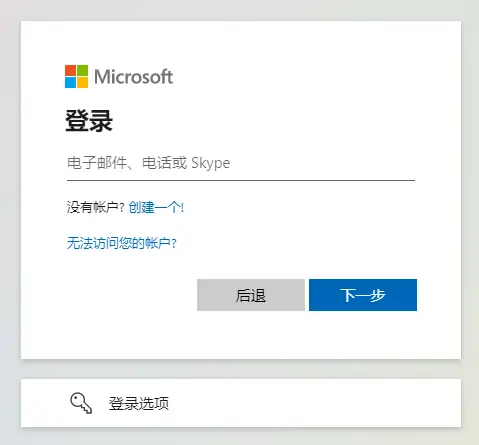 Microsoft
登录
电子邮件、电话或 Skype
没有帐户? 创建一个!
无法访问您的帐户?
后退
下一步
登录选项